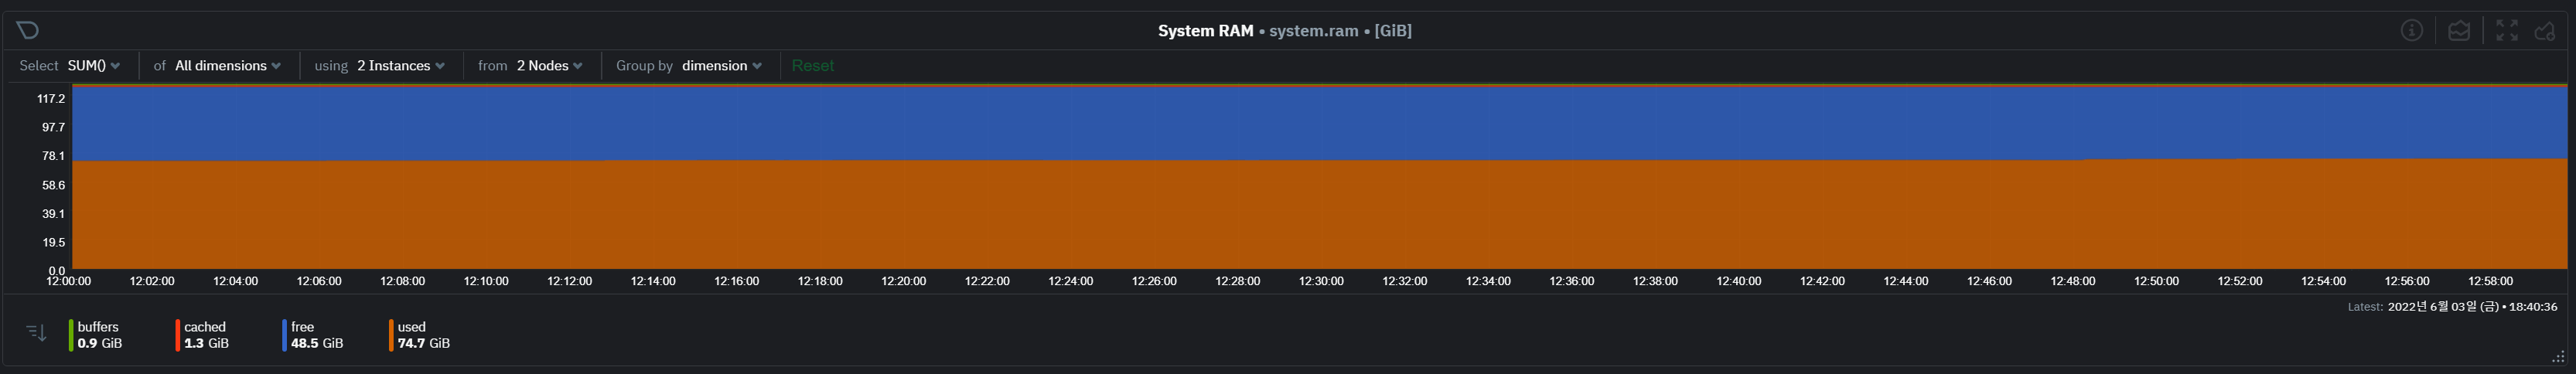 System RAM • system.ram • [GiB]
Select SUM() of All dimensions using 2 Instances from 2 Nodes Group by dimension Reset
117.2
97.7
78.1
58.6
39.1
19.5
0.0
12:00:00 12:02:00 12:04:00 12:06:00 12:08:00 12:10:00 12:12:00 12:14:00 12:16:00 12:18:00 12:20:00 12:22:00 12:24:00 12:26:00 12:28:00 12:30:00 12:32:00 12:34:00 12:36:00 12:38:00 12:40:00 12:42:00 12:44:00 12:46:00 12:48:00 12:50:00 12:52:00 12:54:00 12:56:00 12:58:00
Latest: 2022년 6월 03일 (금) • 18:40:36
buffers cached free used
0.9 GiB 1.3 GiB 48.5 GiB 74.7 GiB